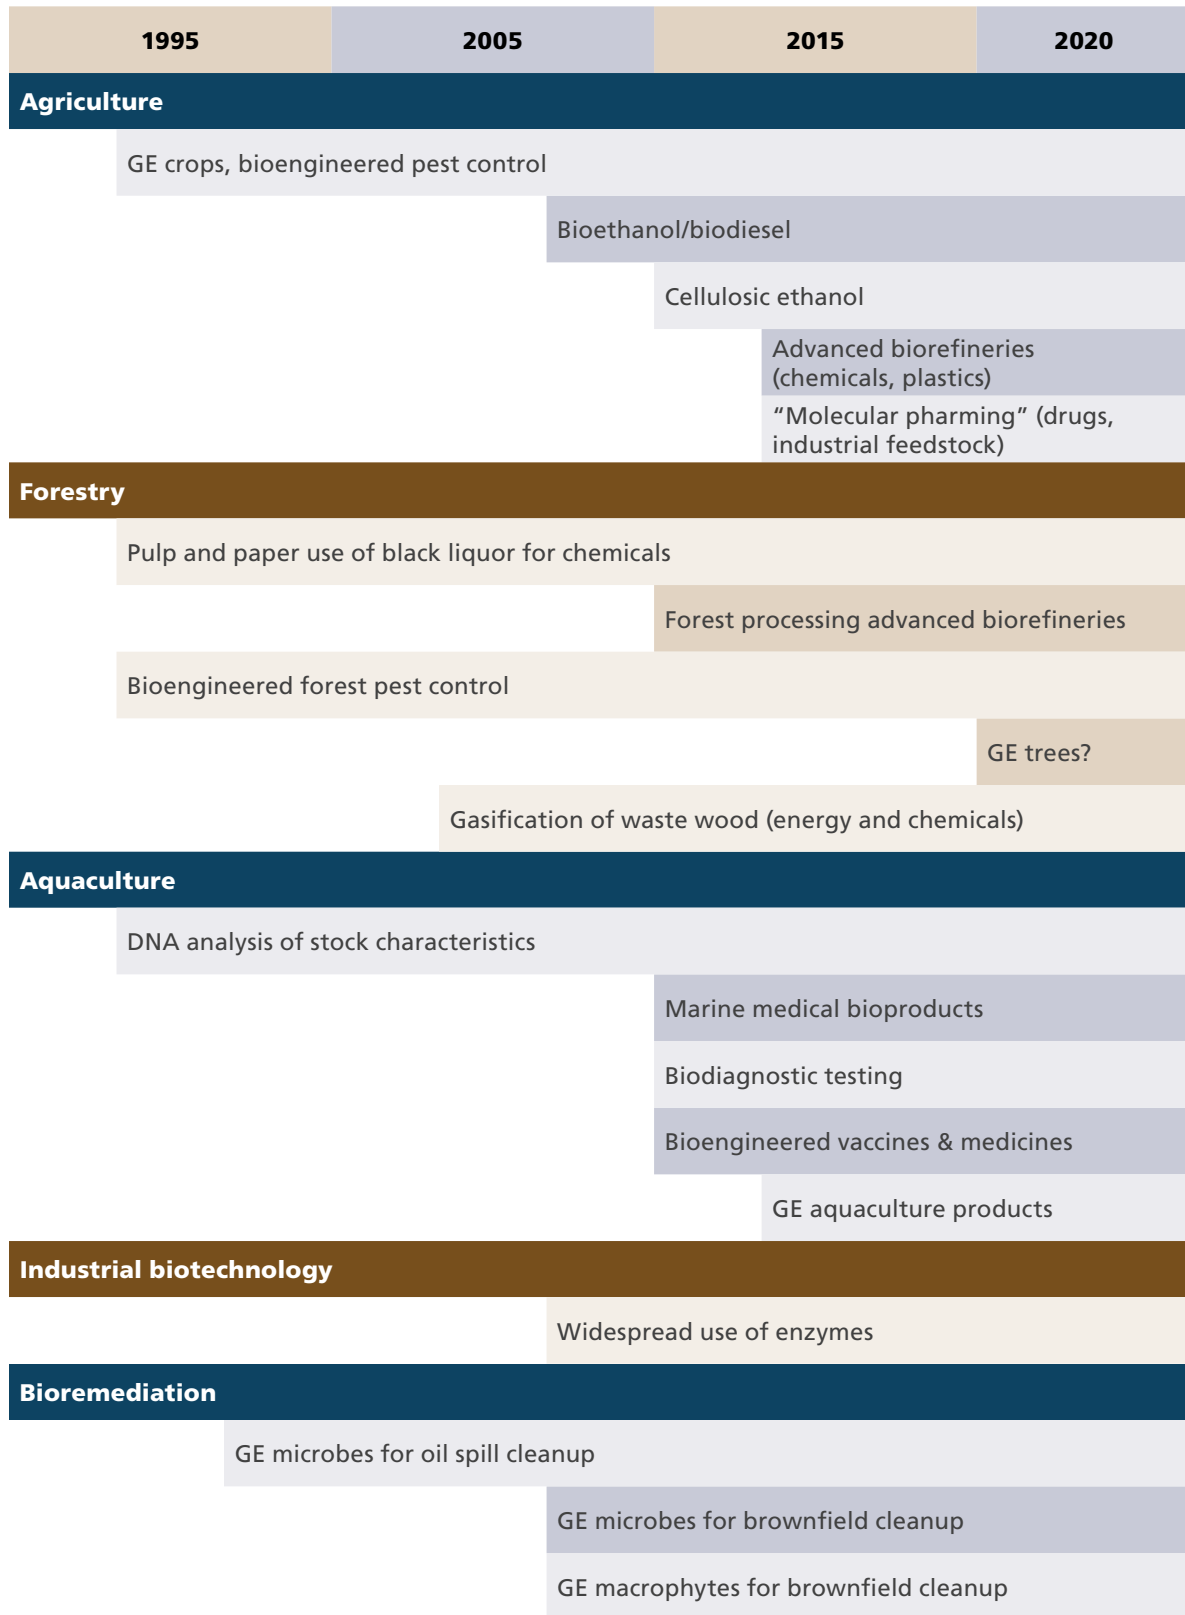 1995 2005 2015 2020
Agriculture
GE crops, bioengineered pest control
Bioethanol/biodiesel
Cellulosic ethanol
Advanced biorefineries
(chemicals, plastics)
“Molecular pharming” (drugs,
industrial feedstock)
Forestry
Pulp and paper use of black liquor for chemicals
Forest processing advanced biorefineries
Bioengineered forest pest control
GE trees?
Gasification of waste wood (energy and chemicals)
Aquaculture
DNA analysis of stock characteristics
Marine medical bioproducts
Biodiagnostic testing
Bioengineered vaccines & medicines
GE aquaculture products
Industrial biotechnology
Widespread use of enzymes
Bioremediation
GE microbes for oil spill cleanup
GE microbes for brownfield cleanup
GE macrophytes for brownfield cleanup